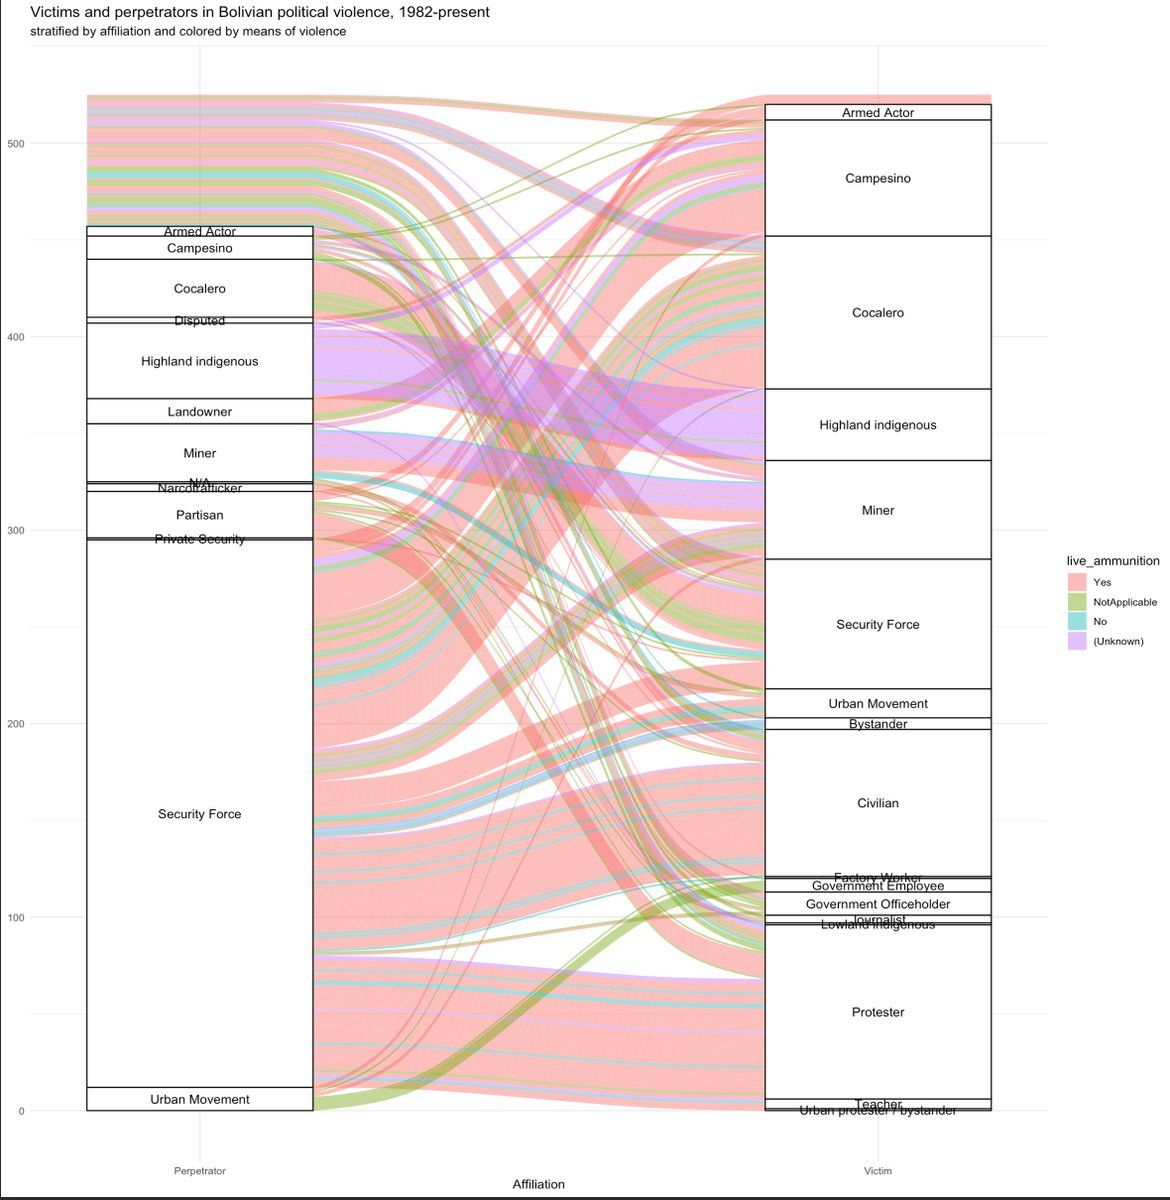 Victims and perpetrators in Bolivian political violence, 1982-present
stratified by affiliation and colored by means of violence
500
400
300
200
100
0
Armed Actor
Campesino
Cocalero
Disputed
Highland indigenous
Landowner
Miner
N/A
Narcotrafficker
Partisan
Private Security
Security Force
Urban Movement
Armed Actor
Campesino
Cocalero
Highland indigenous
Miner
Security Force
Urban Movement
Bystander
Civilian
Factory Worker
Government Employee
Government Officeholder
Journalist
Lowland indigenous
Protester
Teacher
Urban protester / bystander
live_ammunition
Yes
NotApplicable
No
(Unknown)
Perpetrator
Victim
Affiliation